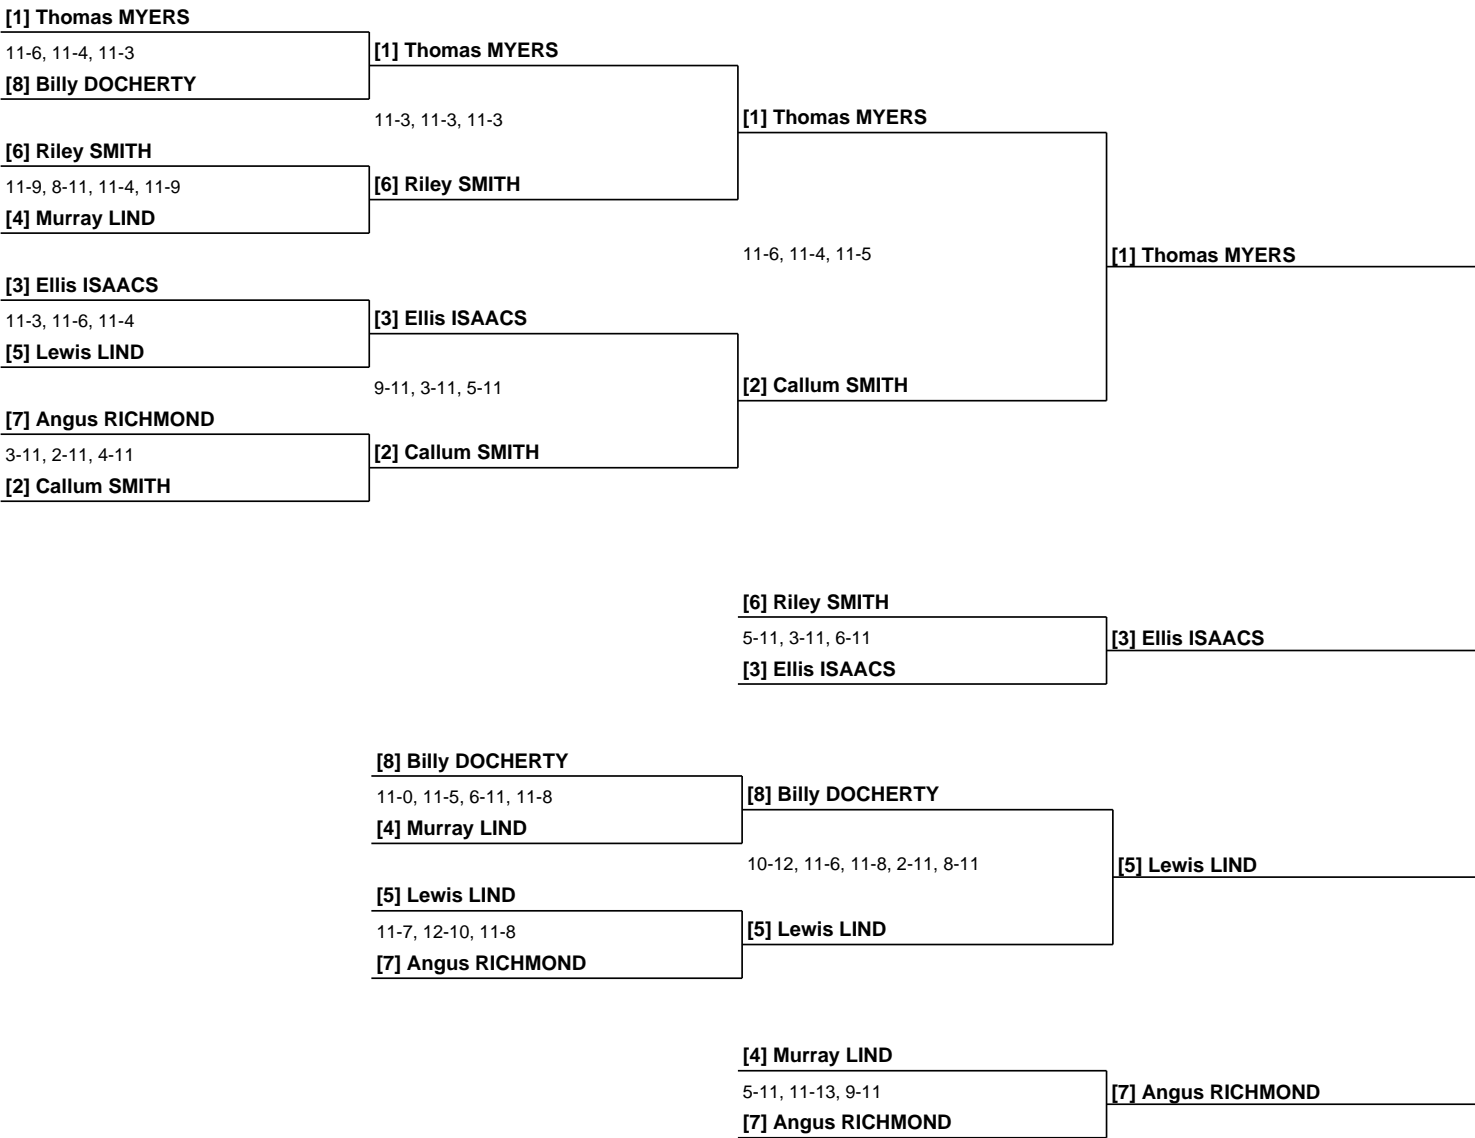 [1] Thomas MYERS
11-6, 11-4, 11-3
[1] Thomas MYERS
[8] Billy DOCHERTY
11-3, 11-3, 11-3
[1] Thomas MYERS
[6] Riley SMITH
11-9, 8-11, 11-4, 11-9
[6] Riley SMITH
[4] Murray LIND
11-6, 11-4, 11-5
[1] Thomas MYERS
[3] Ellis ISAACS
11-3, 11-6, 11-4
[3] Ellis ISAACS
[5] Lewis LIND
9-11, 3-11, 5-11
[2] Callum SMITH
[7] Angus RICHMOND
3-11, 2-11, 4-11
[2] Callum SMITH
[2] Callum SMITH
[6] Riley SMITH
5-11, 3-11, 6-11
[3] Ellis ISAACS
[3] Ellis ISAACS
[8] Billy DOCHERTY
11-0, 11-5, 6-11, 11-8
[8] Billy DOCHERTY
[4] Murray LIND
10-12, 11-6, 11-8, 2-11, 8-11
[5] Lewis LIND
[5] Lewis LIND
11-7, 12-10, 11-8
[5] Lewis LIND
[7] Angus RICHMOND
[4] Murray LIND
5-11, 11-13, 9-11
[7] Angus RICHMOND
[7] Angus RICHMOND